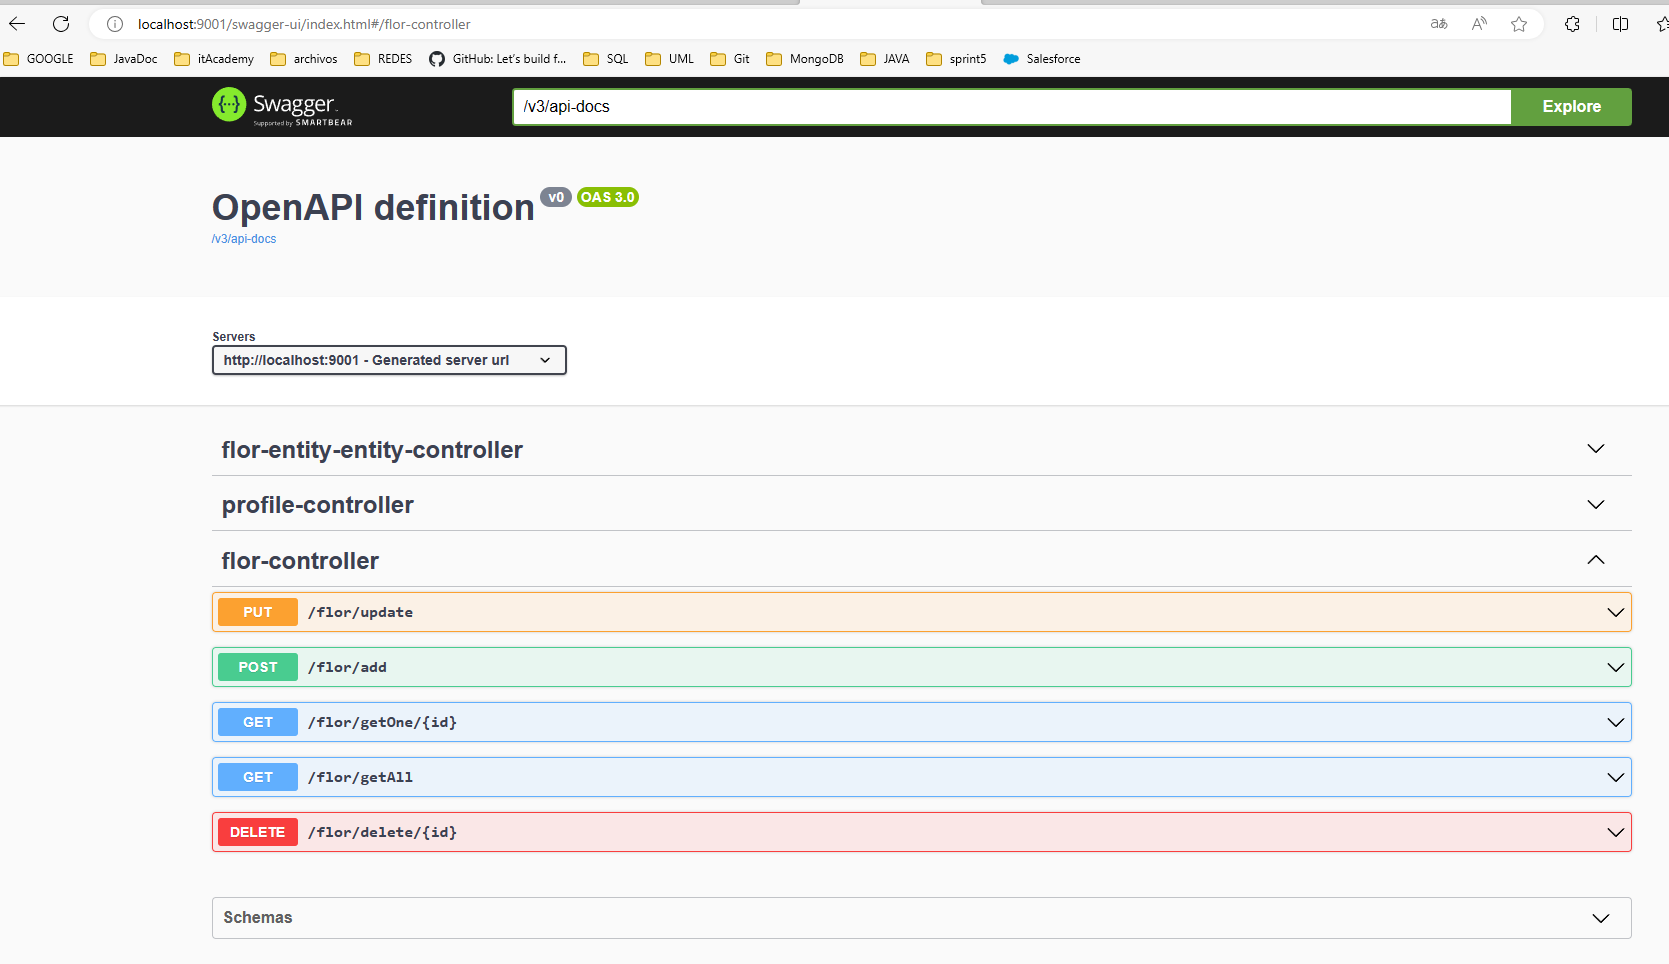 localhost:9001/swagger-ui/index.html#/flor-controller
GOOGLE JavaDoc itAcademy archivos REDES GitHub: Let's build f... SQL UML Git MongoDB JAVA sprint5 Salesforce
Swagger.
Supported by SMARTBEAR
/v3/api-docs
Explore
OpenAPI definition v0 OAS 3.0
/v3/api-docs
Servers
http://localhost:9001 - Generated server url
flor-entity-entity-controller
profile-controller
flor-controller
PUT /flor/update
POST /flor/add
GET /flor/getOne/{id}
GET /flor/getAll
DELETE /flor/delete/{id}
Schemas